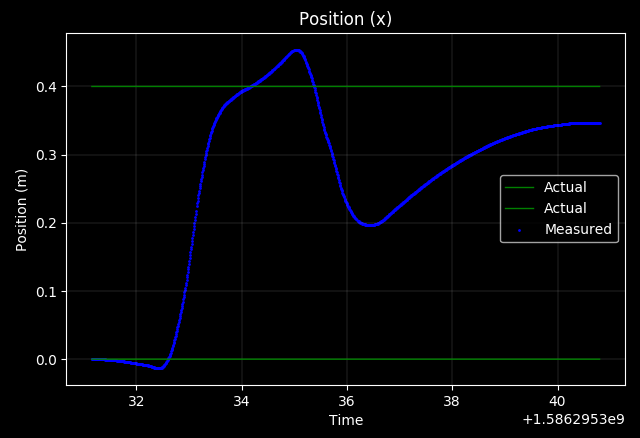 Position (x)
Position (m)
0.4
0.3
0.2
0.1
0.0
Actual
Actual
Measured
32
34
36
38
40
Time
+1.5862953e9